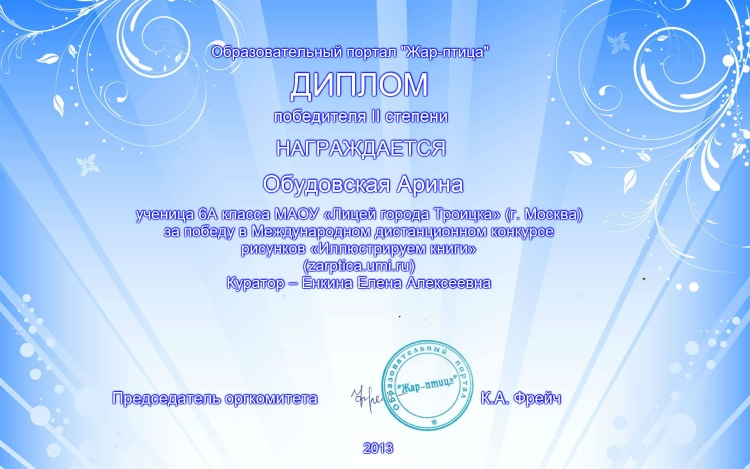 Образовательный портал "Жар-птица"
ДИПЛОМ
победителя II степени
НАГРАЖДАЕТСЯ
Обудовская Арина
ученица 6А класса МАОУ «Лицей города Троицка» (г. Москва)
за победу в Международном дистанционном конкурсе
рисунков «Иллюстрируем книги»
(zarptica.umi.ru)
Куратор – Енкина Елена Алексеевна
Образовательный портал
"Жар-птица"
Председатель оргкомитета
К.А. Фрейч
2013